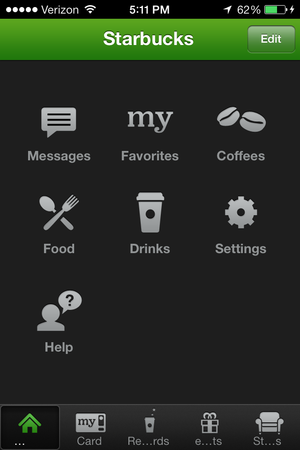 Verizon 5:11 PM 62%
Starbucks Edit
my
Messages Favorites Coffees
Food Drinks Settings
?
Help
my
... Card Re...rds e...ts St...s